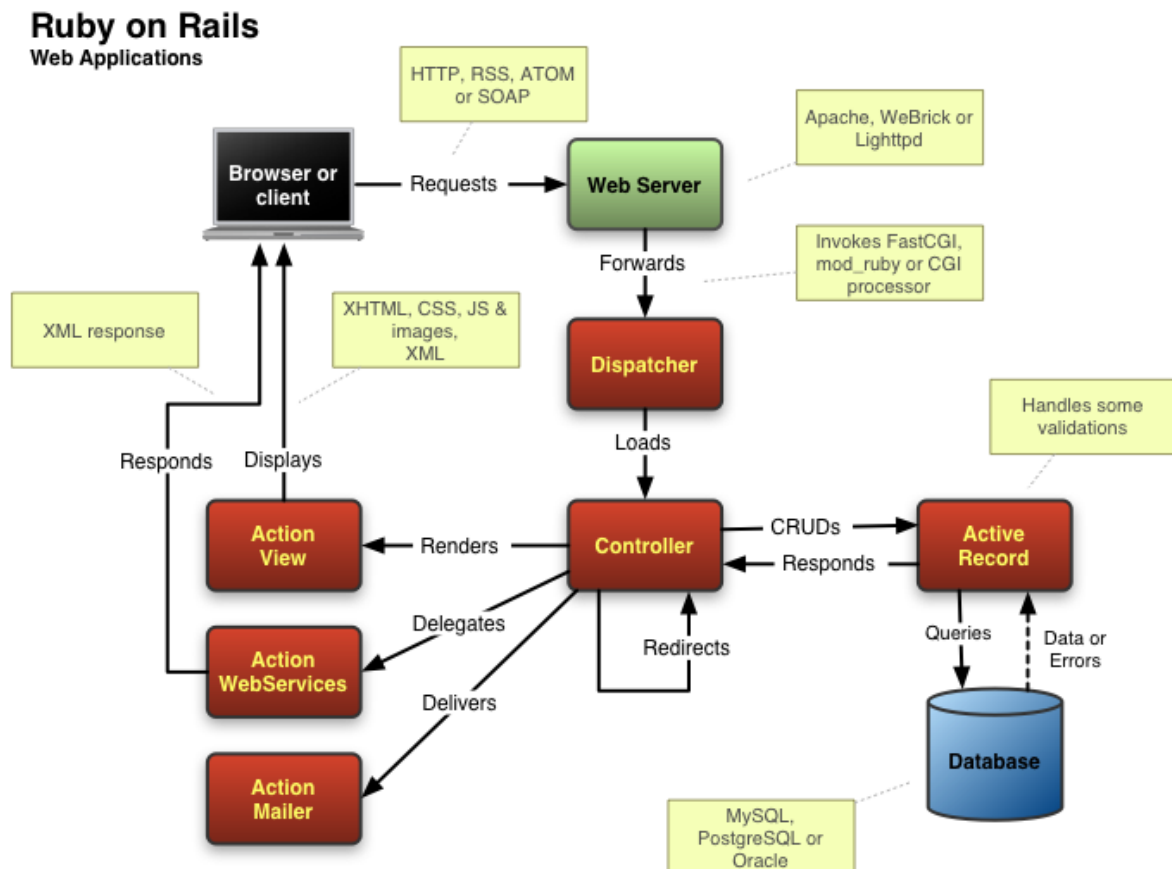 Ruby on Rails
Web Applications
HTTP, RSS, ATOM
or SOAP
Apache, WeBrick or
Lighttpd
Browser or
client
Requests
Web Server
Invokes FastCGI,
mod_ruby or CGI
processor
Forwards
XML response
XHTML, CSS, JS &
images,
XML
Dispatcher
Handles some
validations
Loads
Responds
Displays
Action
View
Renders
Controller
CRUDs
Responds
Active
Record
Delegates
Redirects
Queries
Data or
Errors
Action
WebServices
Delivers
Action
Mailer
Database
MySQL,
PostgreSQL or
Oracle